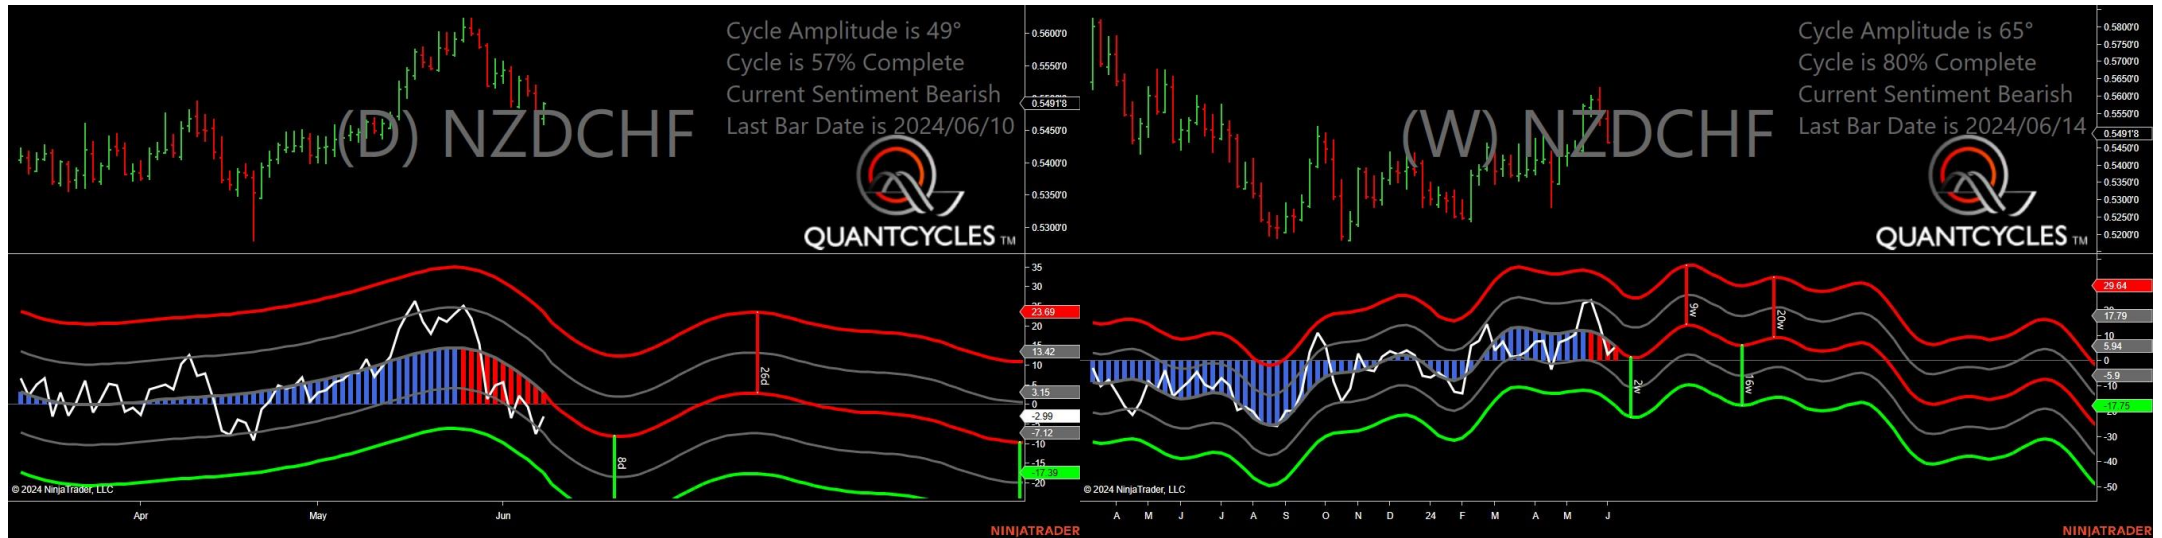 Cycle Amplitude is 49°
Cycle is 57% Complete
Current Sentiment Bearish
Last Bar Date is 2024/06/10
(D) NZDCHF
QUANTCYCLES TM
0.5600'0
0.5550'0
0.5491'8
0.5450'0
0.5400'0
0.5350'0
0.5300'0
35
30
23.69
20
13.42
10
3.15
0
-2.99
-7.12
-10
-15
-17.39
-20
8d
26d
© 2024 NinjaTrader, LLC
Apr
May
Jun
NINJATRADER
Cycle Amplitude is 65°
Cycle is 80% Complete
Current Sentiment Bearish
Last Bar Date is 2024/06/14
(W) NZDCHF
QUANTCYCLES TM
0.5800'0
0.5750'0
0.5700'0
0.5650'0
0.5600'0
0.5550'0
0.5491'8
0.5450'0
0.5400'0
0.5350'0
0.5300'0
0.5250'0
0.5200'0
29.64
17.79
10
5.94
0
-5.9
-10
-17.75
-30
-40
-50
2w
9w
16w
20w
© 2024 NinjaTrader, LLC
A
M
J
J
A
S
O
N
D
24
F
M
A
M
J
NINJATRADER